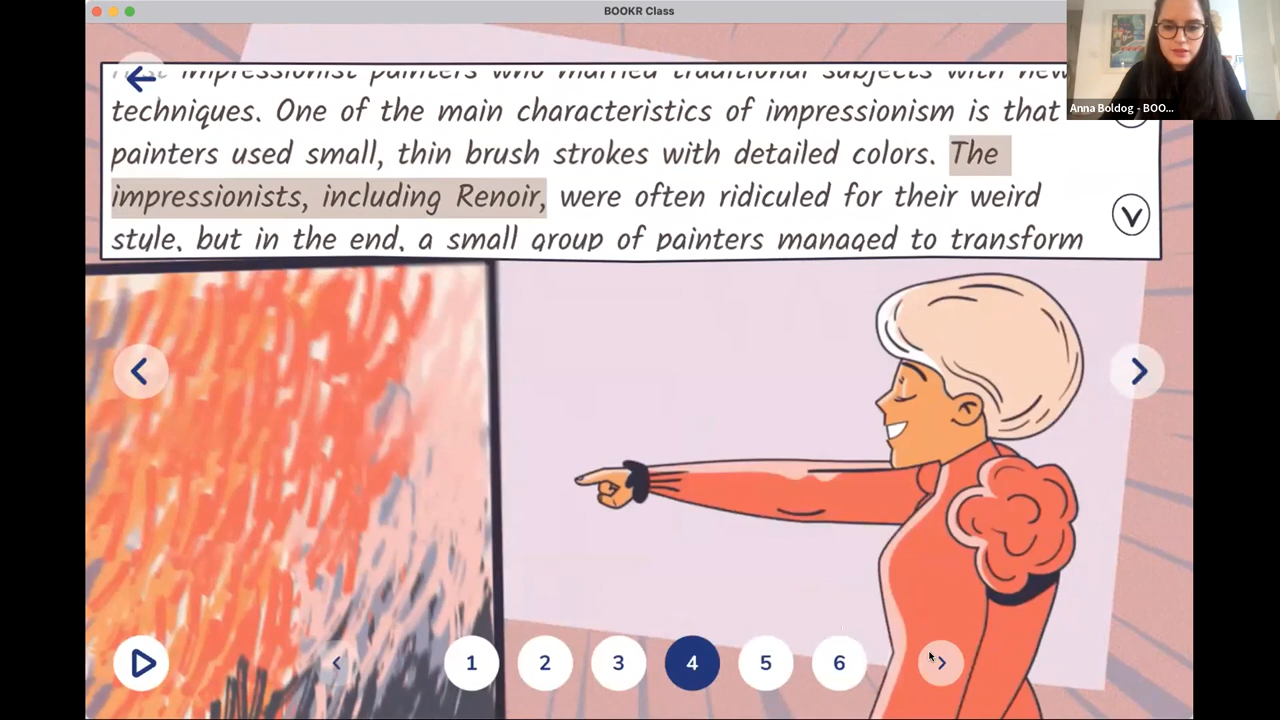 BOOKR Class
Anna Boldog - BOO...
impressionist painters who married traditional subjects with new
techniques. One of the main characteristics of impressionism is that
painters used small, thin brush strokes with detailed colors. The
impressionists, including Renoir, were often ridiculed for their weird
style, but in the end, a small group of painters managed to transform
1 2 3 4 5 6